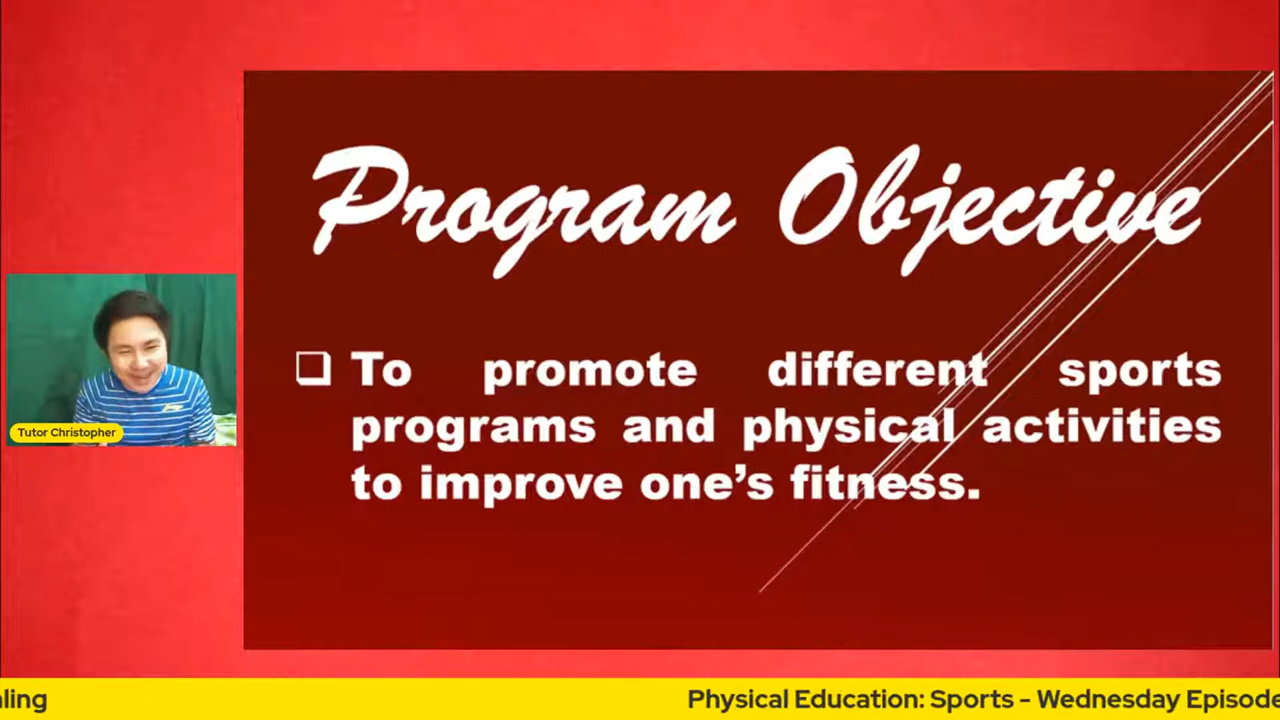 Program Objective
❑ To promote different sports
programs and physical activities
to improve one’s fitness.
Tutor Christopher
Physical Education: Sports - Wednesday Episode